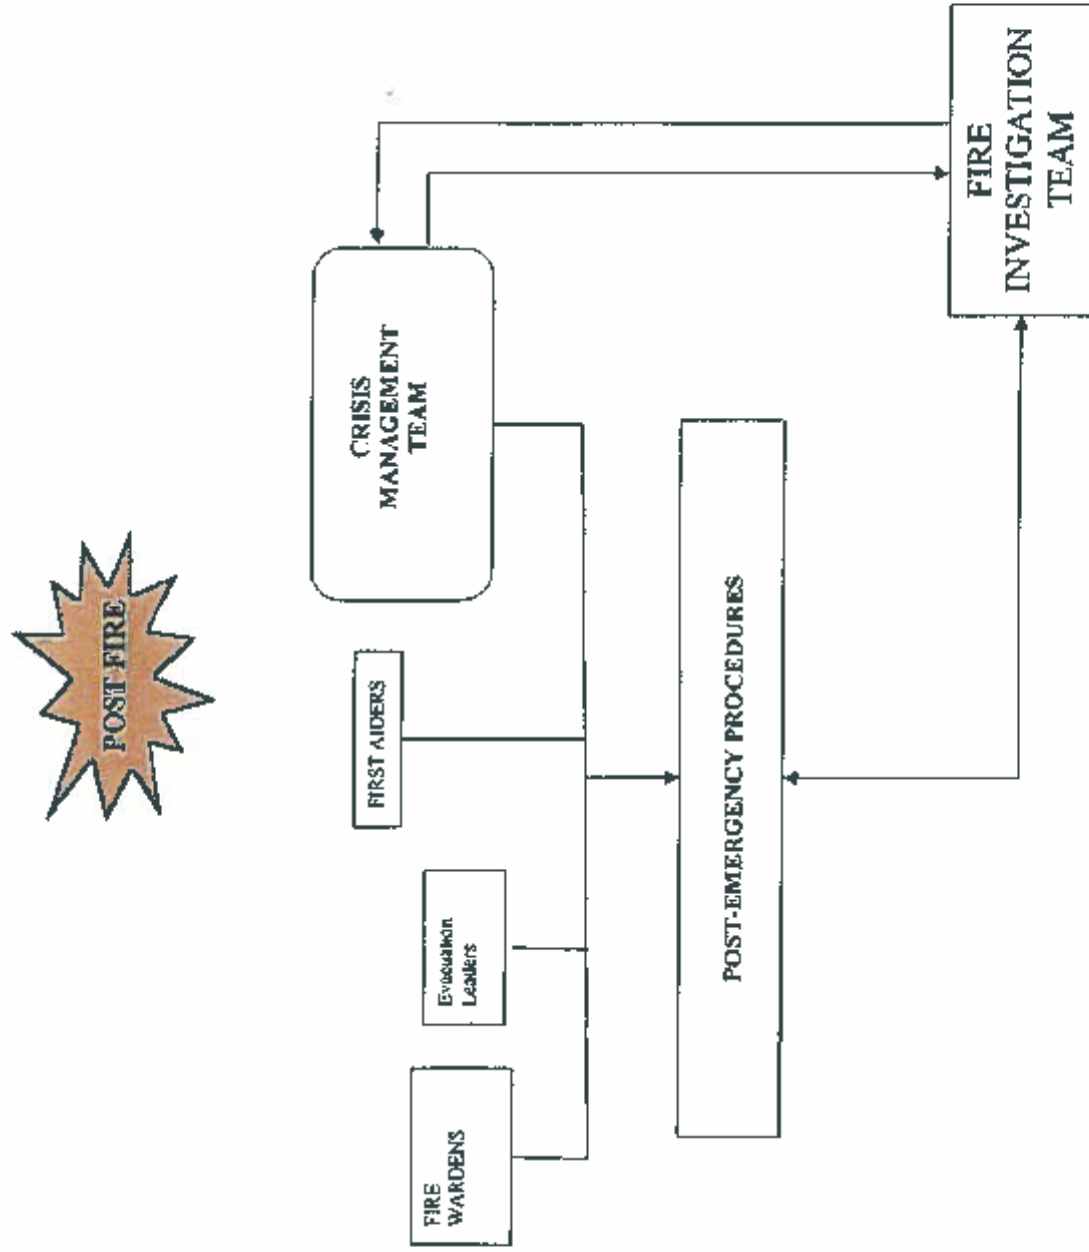 POST FIRE
FIRE
WARDENS
Evacuation
Leaders
FIRST AIDERS
CRISIS
MANAGEMENT
TEAM
POST-EMERGENCY PROCEDURES
FIRE
INVESTIGATION
TEAM